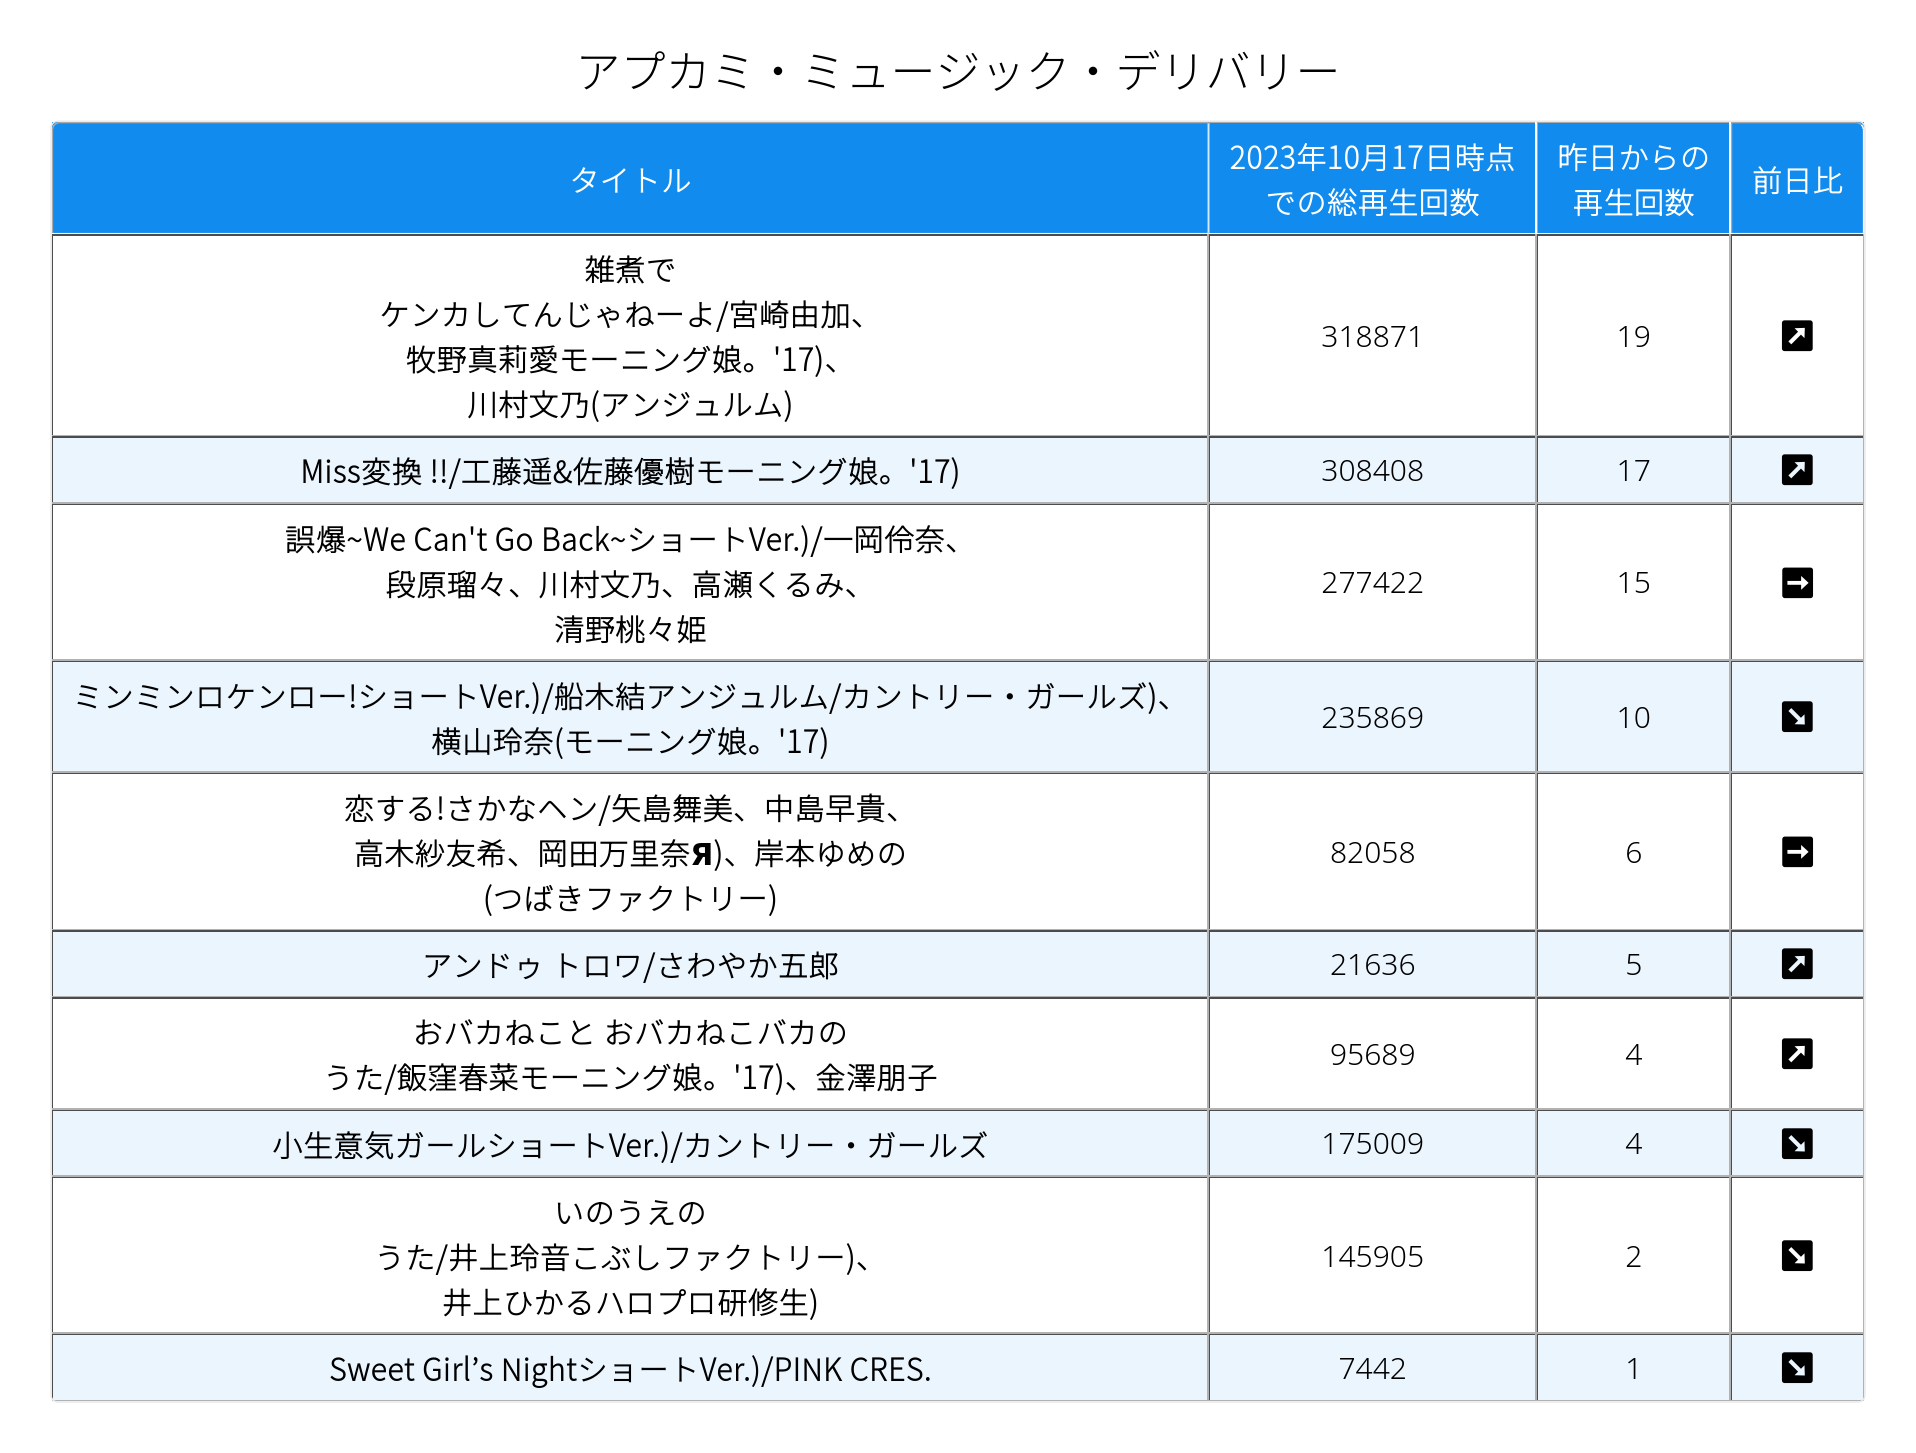 アプカミ・ミュージック・デリバリー
タイトル
2023年10月17日時点
での総再生回数
昨日からの
再生回数
前日比
雑煮で
ケンカしてんじゃねーよ/宮崎由加、
牧野真莉愛モーニング娘。'17)、
川村文乃(アンジュルム)
318871
19
Miss変換 !!/工藤遥&佐藤優樹モーニング娘。'17)
308408
17
誤爆~We Can't Go Back~ショートVer.)/一岡伶奈、
段原瑠々、川村文乃、高瀬くるみ、
清野桃々姫
277422
15
ミンミンロケンロー!ショートVer.)/船木結アンジュルム/カントリー・ガールズ)、
横山玲奈(モーニング娘。'17)
235869
10
恋する!さかなヘン/矢島舞美、中島早貴、
高木紗友希、岡田万里奈Я)、岸本ゆめの
(つばきファクトリー)
82058
6
アンドゥ トロワ/さわやか五郎
21636
5
おバカねこと おバカねこバカの
うた/飯窪春菜モーニング娘。'17)、金澤朋子
95689
4
小生意気ガールショートVer.)/カントリー・ガールズ
175009
4
いのうえの
うた/井上玲音こぶしファクトリー)、
井上ひかるハロプロ研修生)
145905
2
Sweet Girl’s NightショートVer.)/PINK CRES.
7442
1